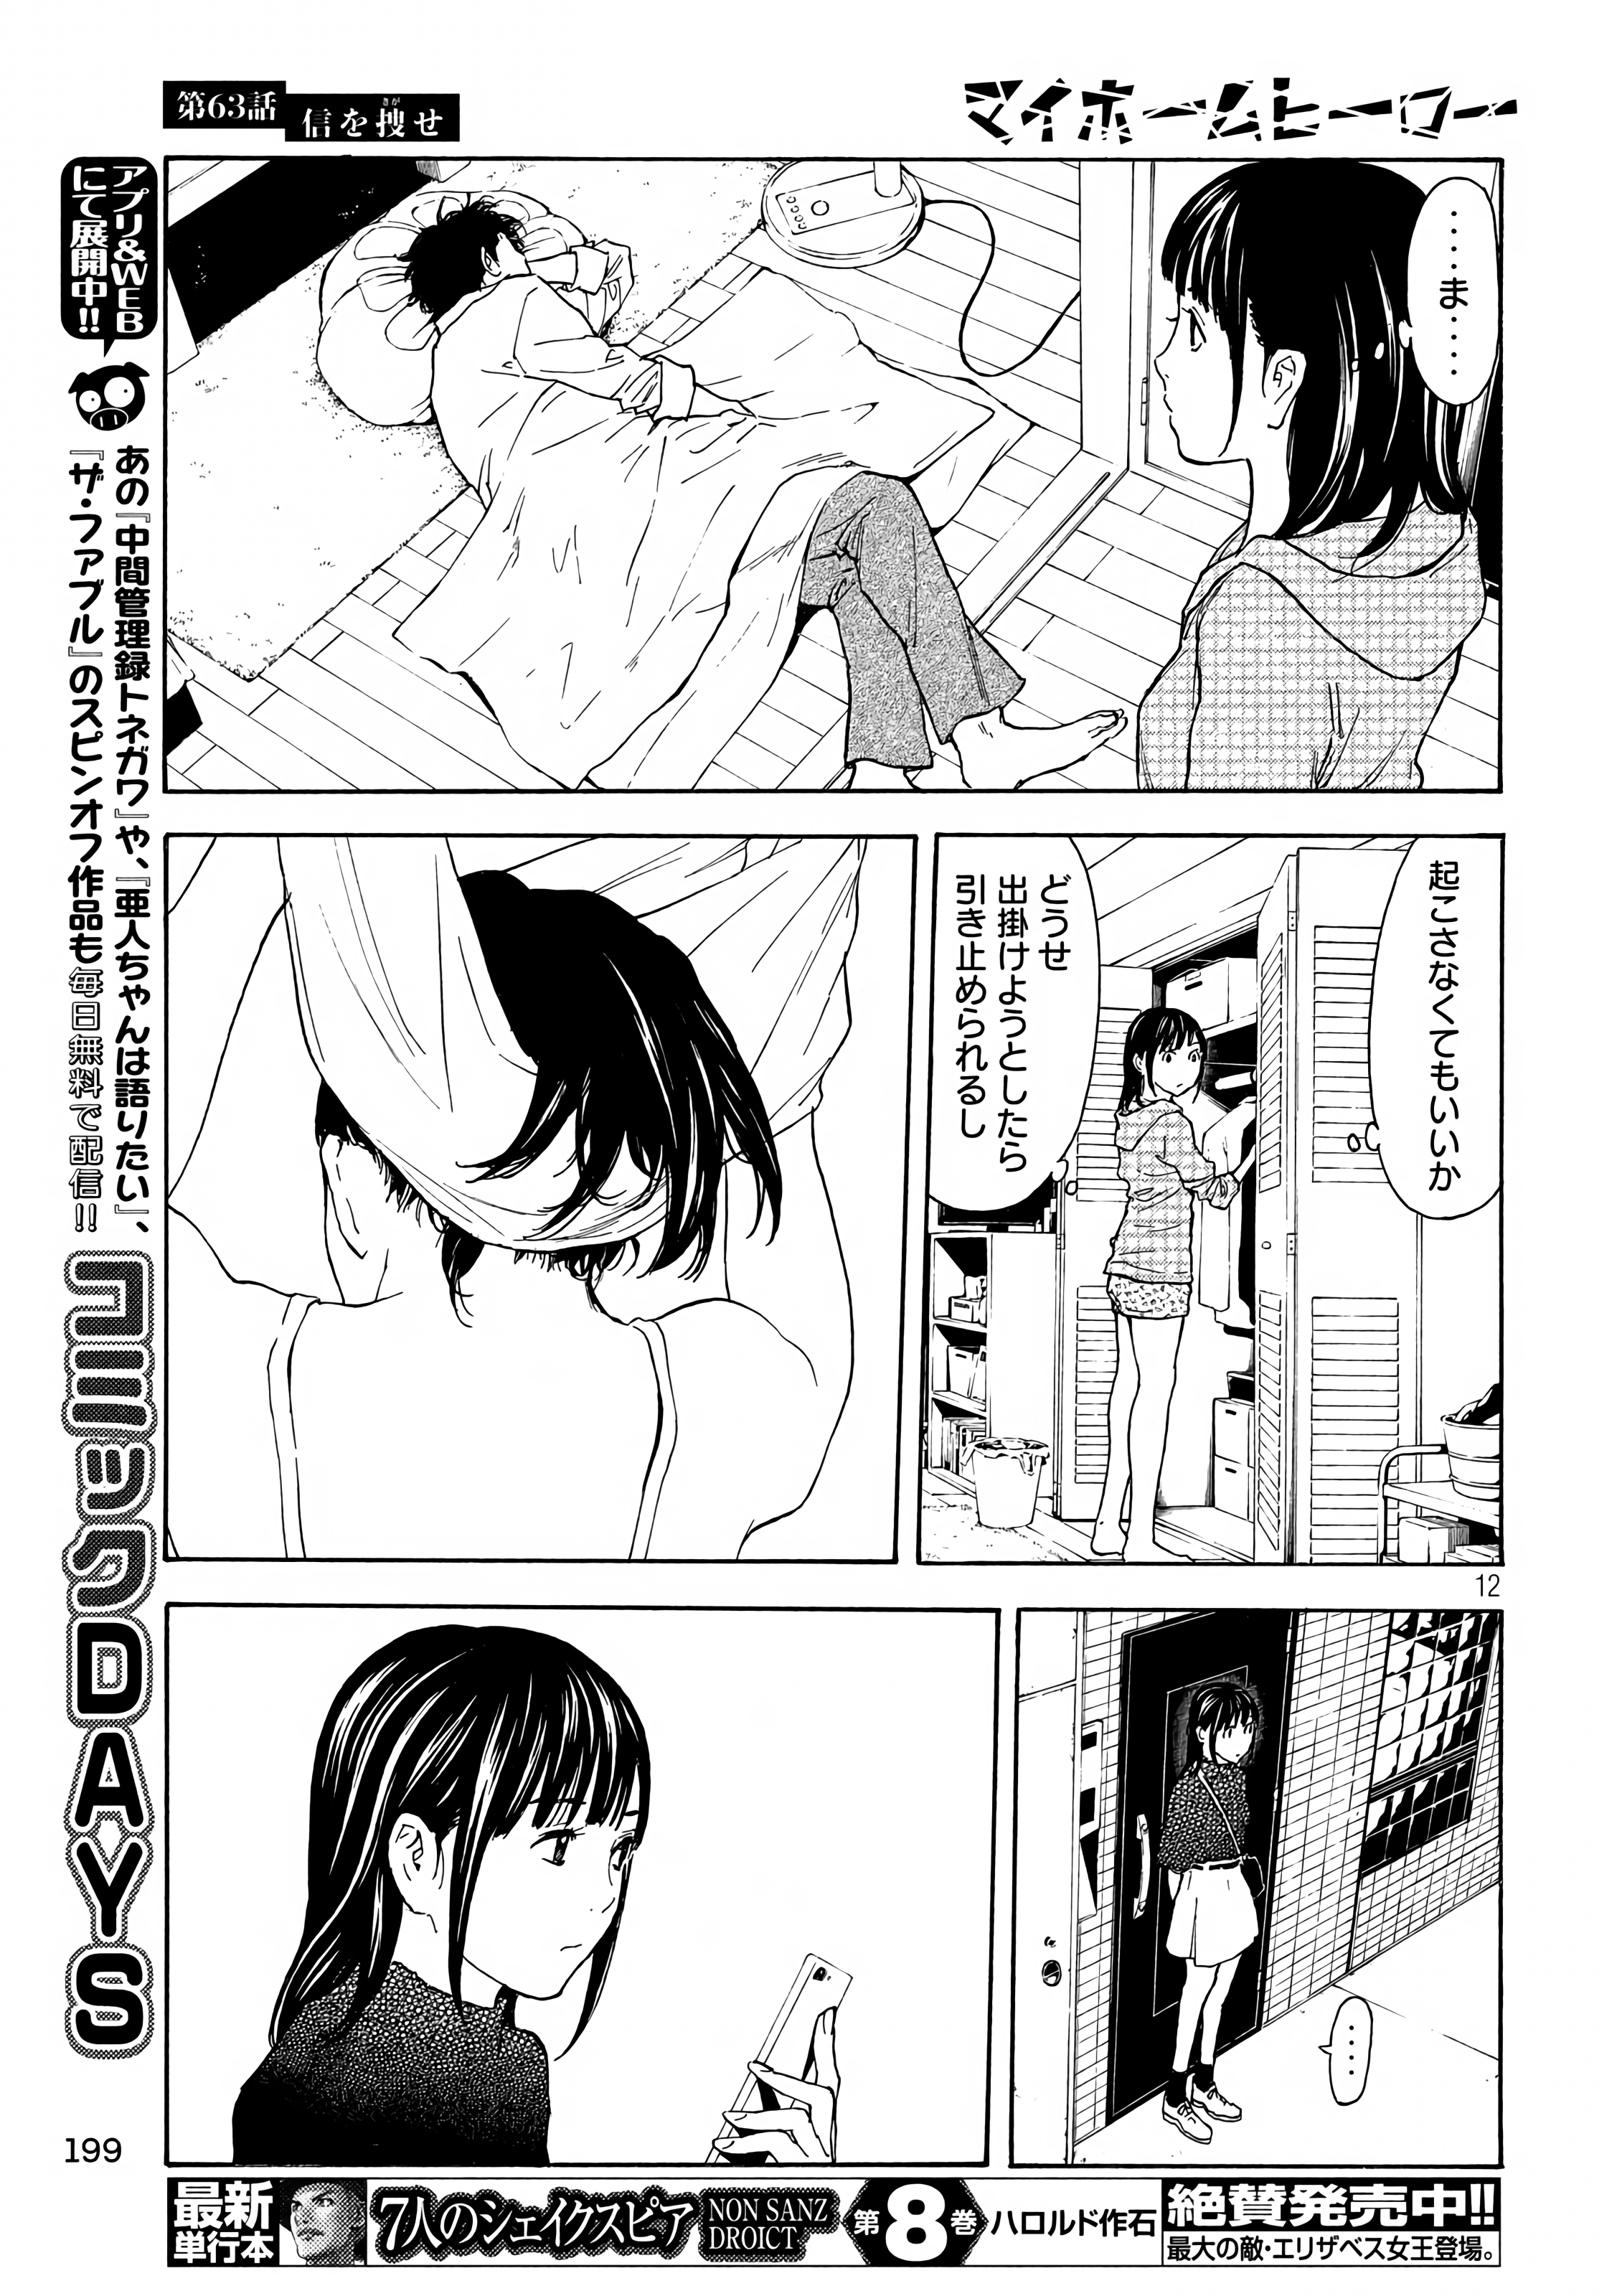 マイホームヒーロー
第63話
信を捜せ
さが
……ま……
起こさなくてもいいか
どうせ
出掛けようとしたら
引き止められるし
12
……
アプリ&WEB
にて展開中!!
あの『中間管理録トネガワ』や、『亜人ちゃんは語りたい』、
『ザ・ファブル』のスピンオフ作品も毎日無料で配信!!
コミックDAYS
199
最新
単行本
7人のシェイクスピア
NON SANZ
DROICT
第8巻
ハロルド作石
絶賛発売中!!
最大の敵・エリザベス女王登場。